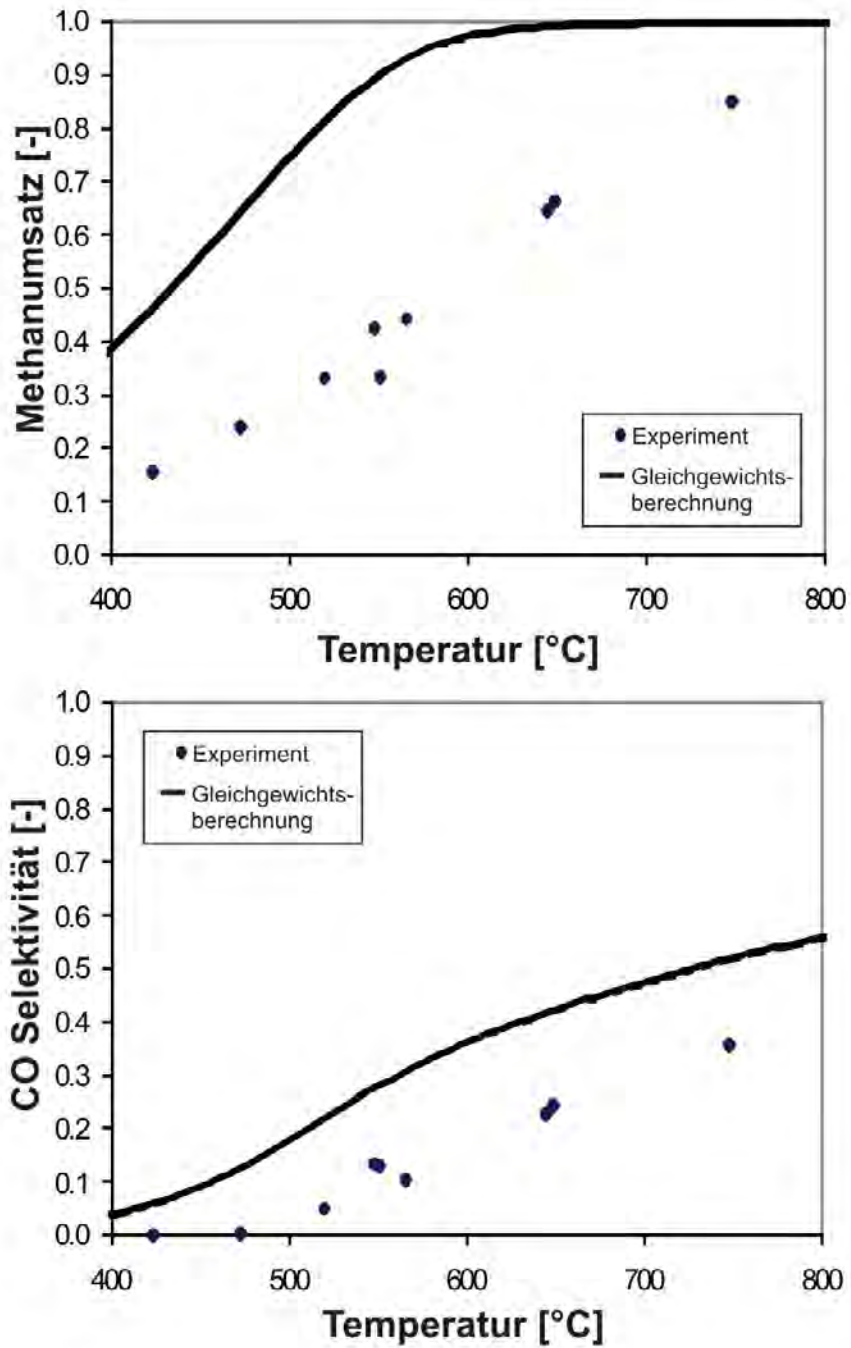 1.0
0.9
0.8
0.7
0.6
0.5
0.4
0.3
0.2
0.1
0.0
Methanumsatz [-]
Experiment
Gleichgewichts-
berechnung
400 500 600 700 800
Temperatur [°C]
1.0
0.9
0.8
0.7
0.6
0.5
0.4
0.3
0.2
0.1
0.0
CO Selektivität [-]
Experiment
Gleichgewichts-
berechnung
400 500 600 700 800
Temperatur [°C]